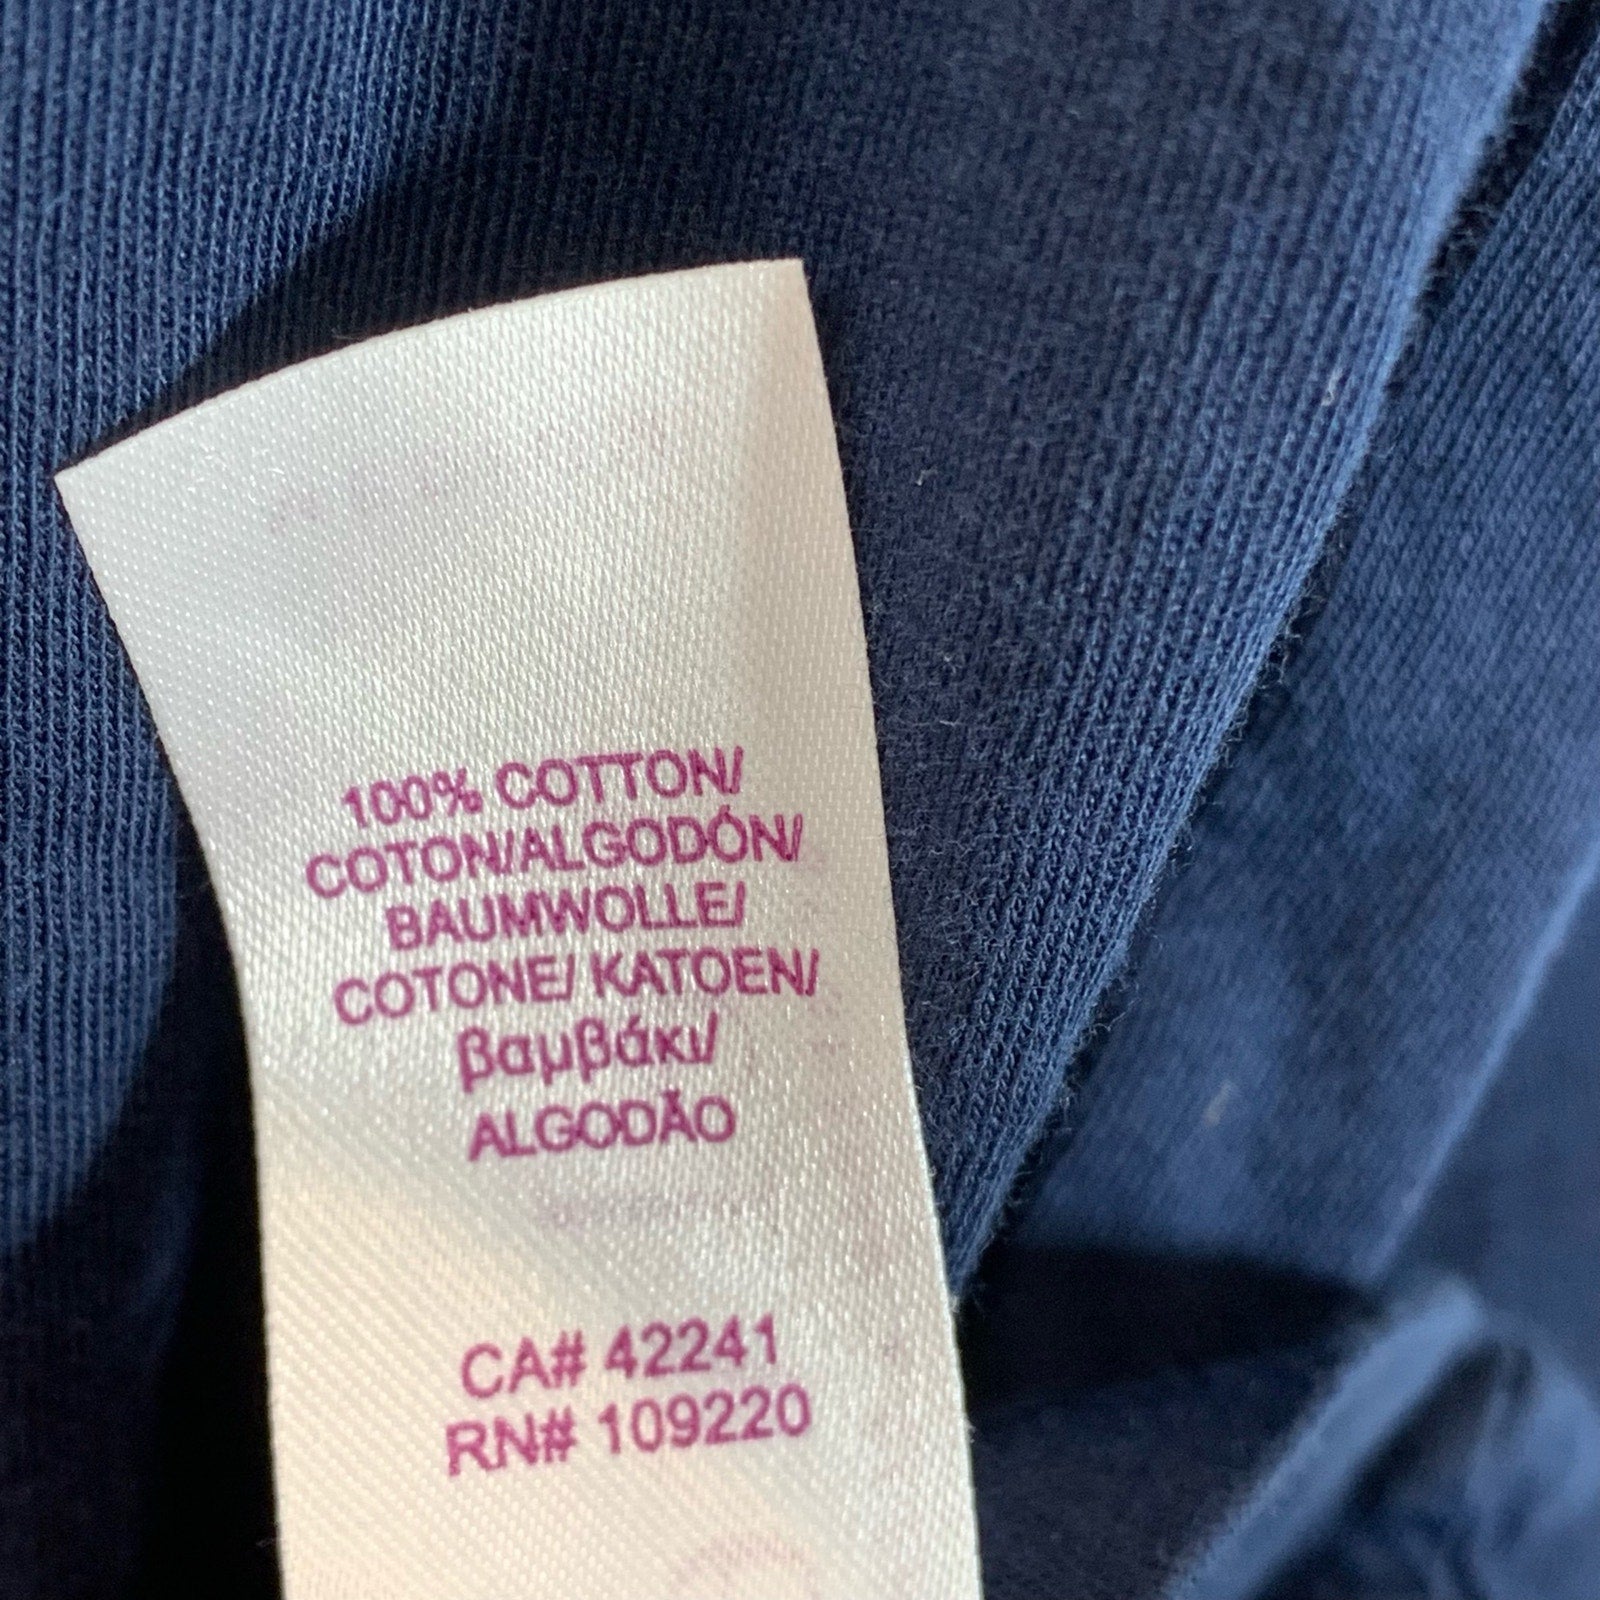 100% COTTON/
COTON/ALGODÓN/
BAUMWOLLE/
COTONE/ KATOEN/
βαμβάκι/
ALGODÃO
CA# 42241
RN# 109220